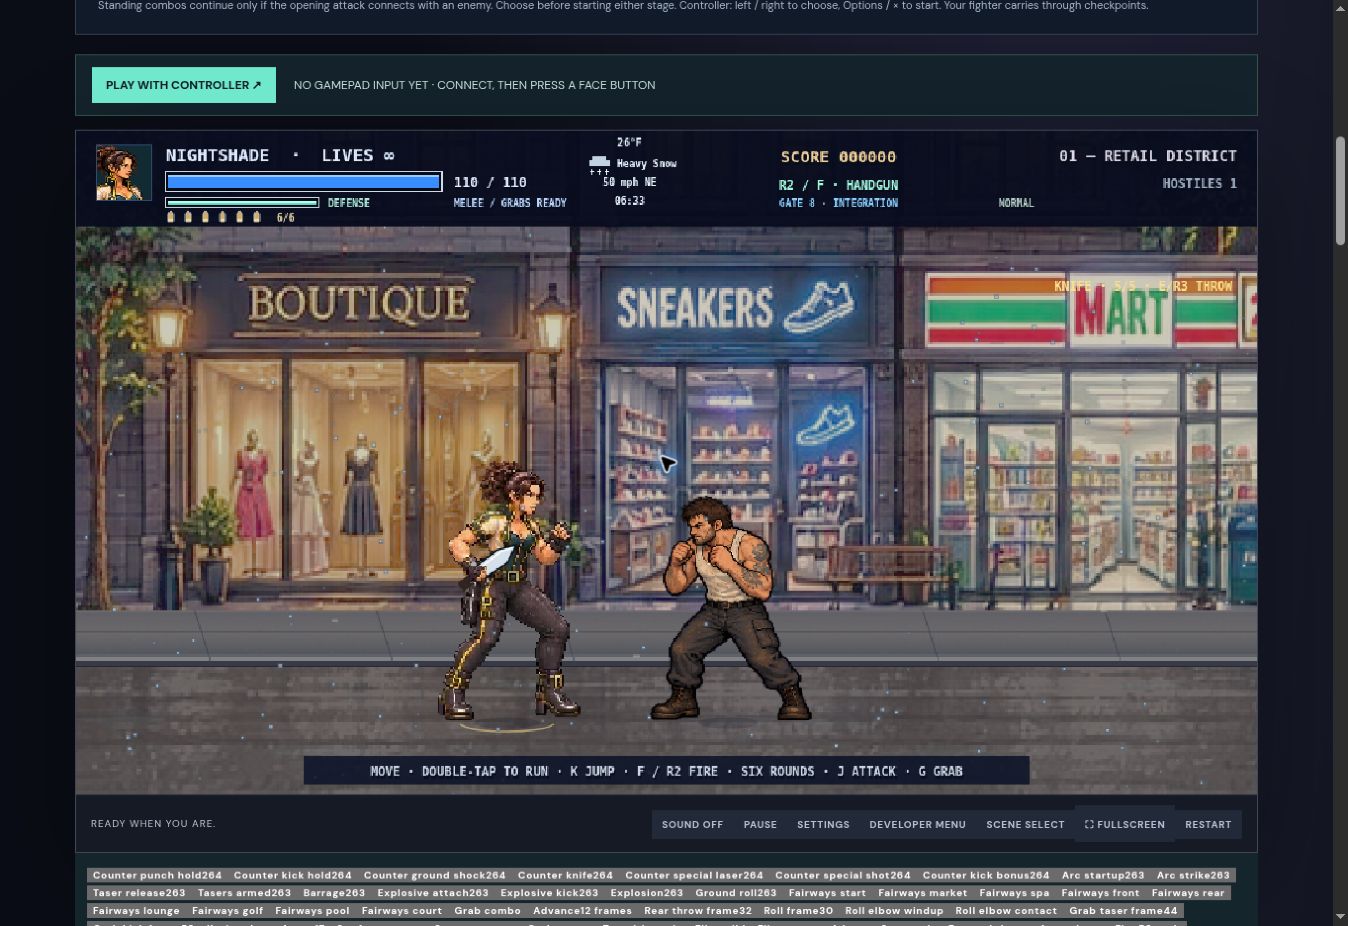 Standing combos continue only if the opening attack connects with an enemy. Choose before starting either stage. Controller: left / right to choose, Options / × to start. Your fighter carries through checkpoints.
PLAY WITH CONTROLLER ↗
NO GAMEPAD INPUT YET · CONNECT, THEN PRESS A FACE BUTTON
NIGHTSHADE · LIVES ∞
110 / 110
DEFENSE
MELEE / GRABS READY
6/6
26°F
Heavy Snow
50 mph NE
06:33
SCORE 000000
R2 / F · HANDGUN
GATE 8 · INTEGRATION
01 — RETAIL DISTRICT
HOSTILES 1
NORMAL
KNIFE · 5/5 · E/R3 THROW
BOUTIQUE
SNEAKERS
MART
MOVE · DOUBLE-TAP TO RUN · K JUMP · F / R2 FIRE · SIX ROUNDS · J ATTACK · G GRAB
READY WHEN YOU ARE.
SOUND OFF PAUSE SETTINGS DEVELOPER MENU SCENE SELECT ⛶ FULLSCREEN RESTART
Counter punch hold264 Counter kick hold264 Counter ground shock264 Counter knife264 Counter special laser264 Counter special shot264 Counter kick bonus264 Arc startup263 Arc strike263
Taser release263 Tasers armed263 Barrage263 Explosive attach263 Explosive kick263 Explosion263 Ground roll263 Fairways start Fairways market Fairways spa Fairways front Fairways rear
Fairways lounge Fairways golf Fairways pool Fairways court Grab combo Advance12 frames Rear throw frame32 Roll frame30 Roll elbow windup Roll elbow contact Grab taser frame44